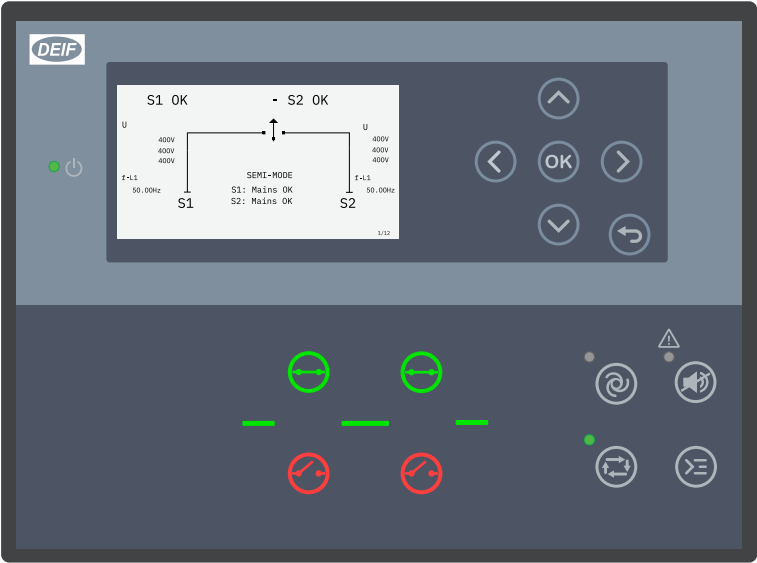 DEIF
S1 OK - S2 OK
U U
400V 400V
400V 400V
400V 400V
f-L1 SEMI-MODE f-L1
50.00Hz S1: Mains OK 50.00Hz
S1 S2: Mains OK S2
1/12
OK